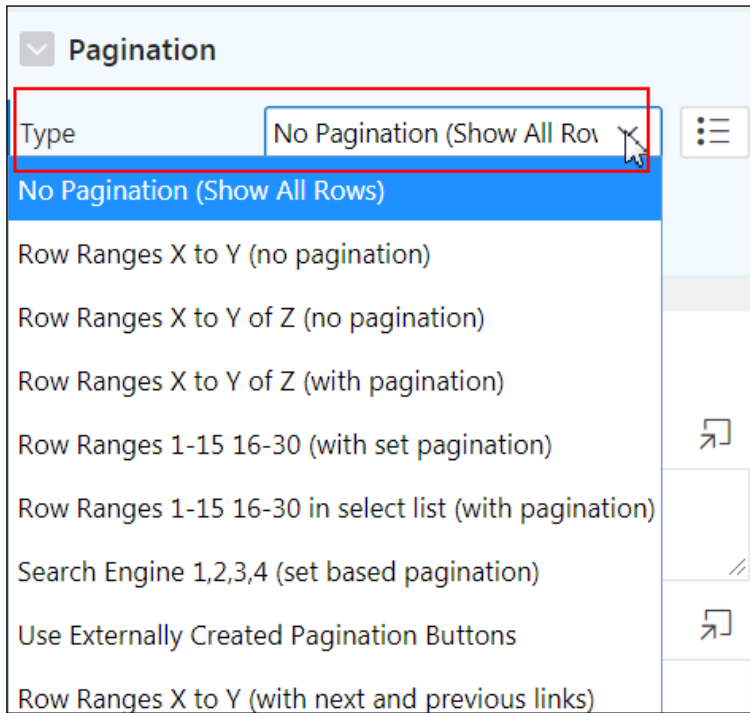 Pagination
Type
No Pagination (Show All Rov
No Pagination (Show All Rows)
Row Ranges X to Y (no pagination)
Row Ranges X to Y of Z (no pagination)
Row Ranges X to Y of Z (with pagination)
Row Ranges 1-15 16-30 (with set pagination)
Row Ranges 1-15 16-30 in select list (with pagination)
Search Engine 1,2,3,4 (set based pagination)
Use Externally Created Pagination Buttons
Row Ranges X to Y (with next and previous links)